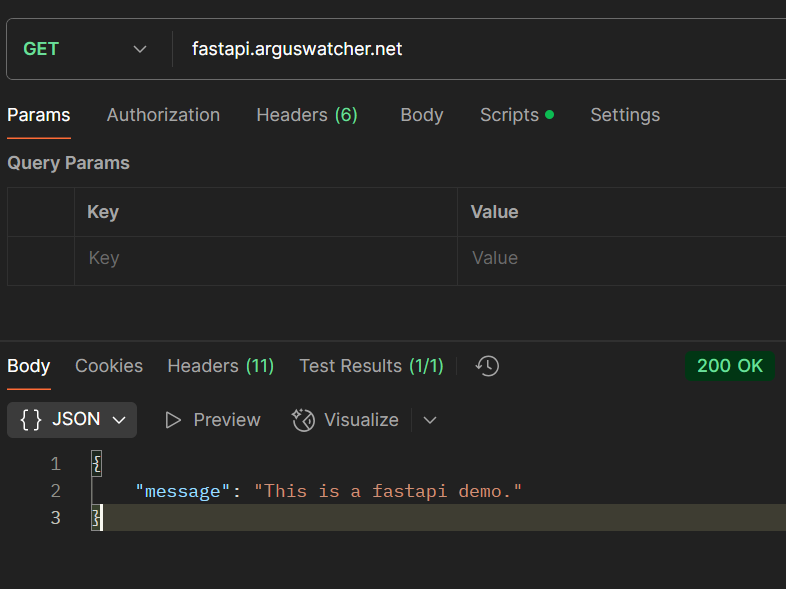 GET fastapi.arguswatcher.net
Params Authorization Headers (6) Body Scripts Settings
Query Params
Key Value
Key Value
Body Cookies Headers (11) Test Results (1/1) 200 OK
{} JSON Preview Visualize
1 {
2 "message": "This is a fastapi demo."
3 }